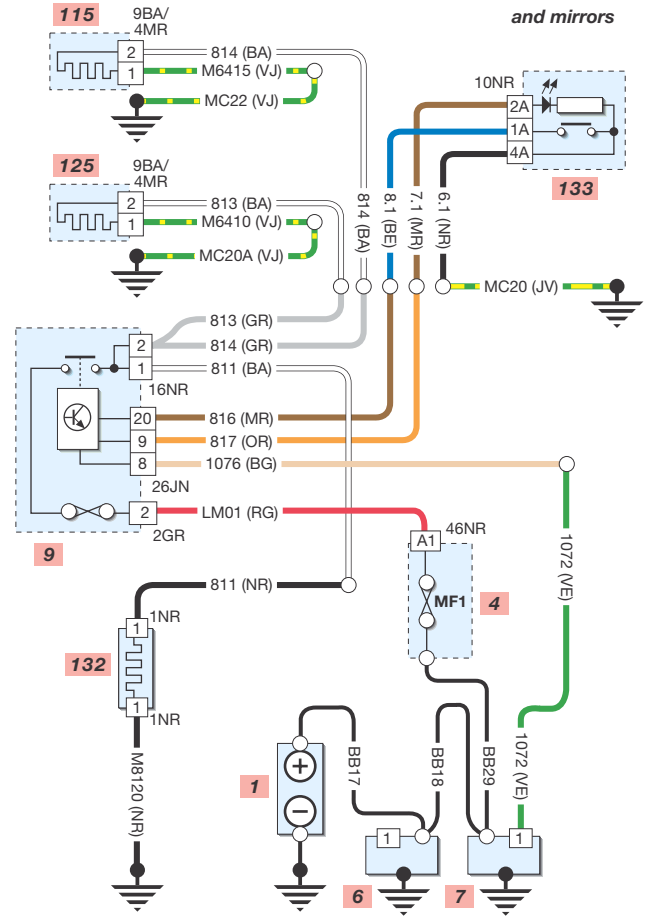 115
9BA/
4MR
and mirrors
2
814 (BA)
1
M6415 (VJ)
MC22 (VJ)
10NR
2A
1A
4A
133
125
9BA/
4MR
2
813 (BA)
1
M6410 (VJ)
MC20A (VJ)
814 (BA)
8.1 (BE)
7.1 (MR)
6.1 (NR)
MC20 (JV)
813 (GR)
2
814 (GR)
1
811 (BA)
16NR
20
816 (MR)
9
817 (OR)
8
1076 (BG)
26JN
2
LM01 (RG)
2GR
9
A1
46NR
MF1
4
1072 (VE)
811 (NR)
1NR
1
132
1
1NR
M8120 (NR)
1
BB17
BB18
BB29
1072 (VE)
1
6
1
7